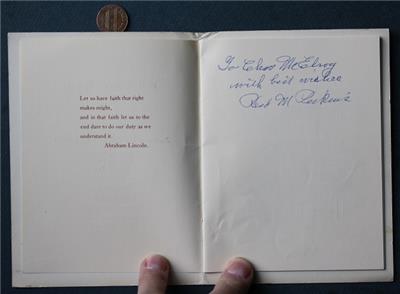 Let us have faith that right
makes might,
and in that faith let us to the
end dare to do our duty as we
understand it.
Abraham Lincoln.
To Chas McElroy
with best wishes
M Perkins